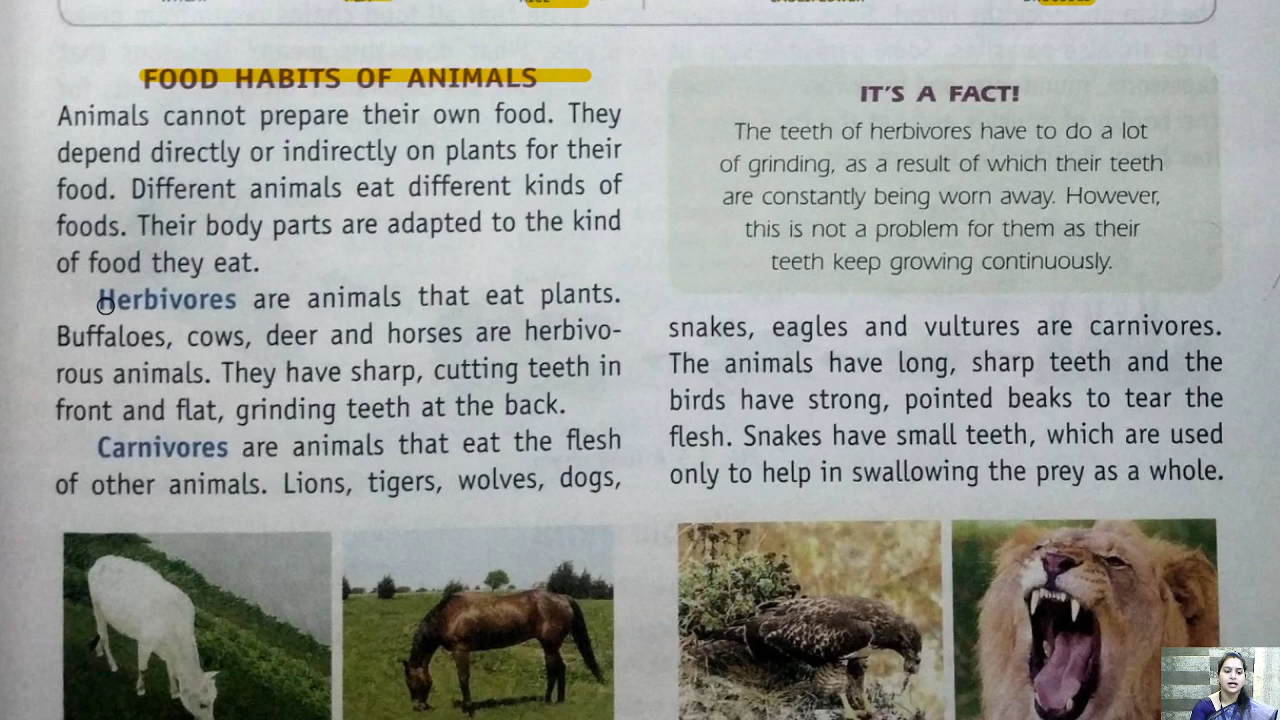 FOOD HABITS OF ANIMALS
Animals cannot prepare their own food. They
depend directly or indirectly on plants for their
food. Different animals eat different kinds of
foods. Their body parts are adapted to the kind
of food they eat.
Herbivores are animals that eat plants.
Buffaloes, cows, deer and horses are herbivo-
rous animals. They have sharp, cutting teeth in
front and flat, grinding teeth at the back.
Carnivores are animals that eat the flesh
of other animals. Lions, tigers, wolves, dogs,
IT'S A FACT!
The teeth of herbivores have to do a lot
of grinding, as a result of which their teeth
are constantly being worn away. However,
this is not a problem for them as their
teeth keep growing continuously.
snakes, eagles and vultures are carnivores.
The animals have long, sharp teeth and the
birds have strong, pointed beaks to tear the
flesh. Snakes have small teeth, which are used
only to help in swallowing the prey as a whole.